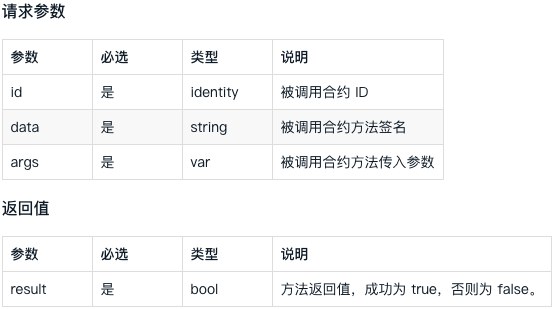 请求参数
参数 必选 类型 说明
id 是 identity 被调用合约 ID
data 是 string 被调用合约方法签名
args 是 var 被调用合约方法传入参数
返回值
参数 必选 类型 说明
result 是 bool 方法返回值，成功为 true，否则为 false。